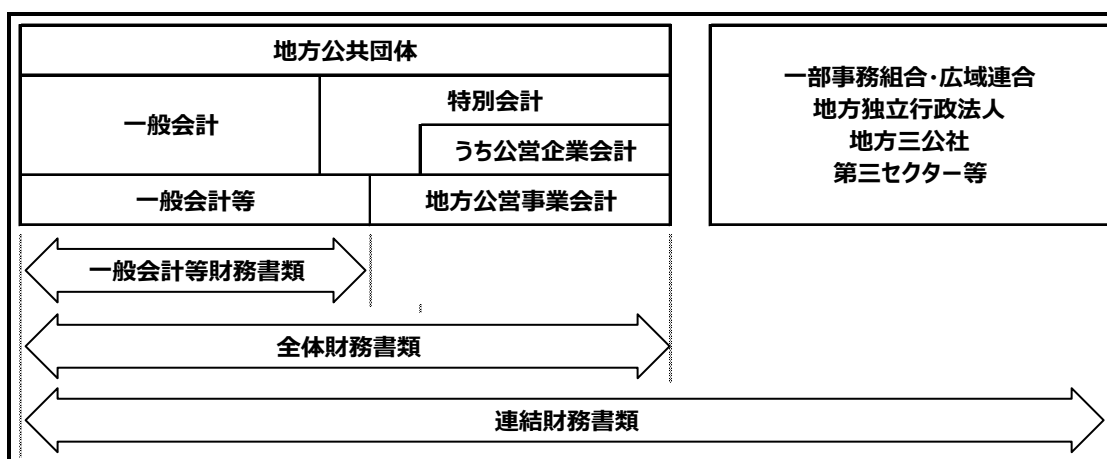 地方公共団体
一般会計
特別会計
うち公営企業会計
一般会計等
地方公営事業会計
一部事務組合・広域連合
地方独立行政法人
地方三公社
第三セクター等
一般会計等財務書類
全体財務書類
連結財務書類